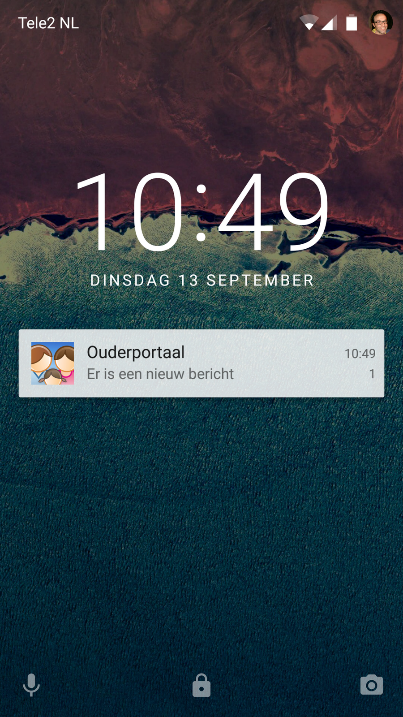 Tele2 NL
10:49
DINSDAG 13 SEPTEMBER
Ouderportaal 10:49
Er is een nieuw bericht 1